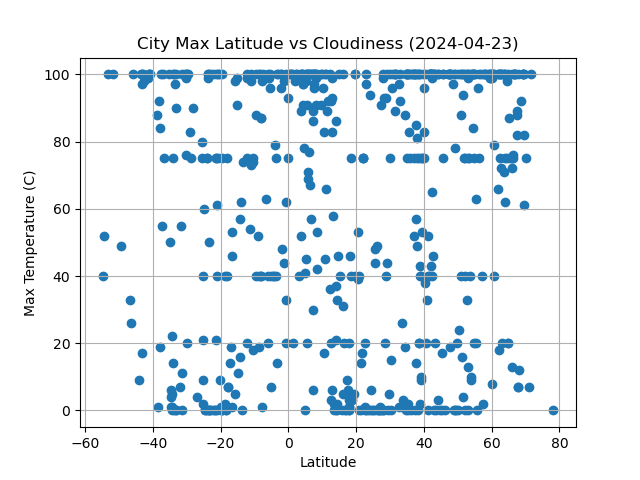 City Max Latitude vs Cloudiness (2024-04-23)
100
80
60
40
20
0
Max Temperature (C)
−60 −40 −20 0 20 40 60 80
Latitude